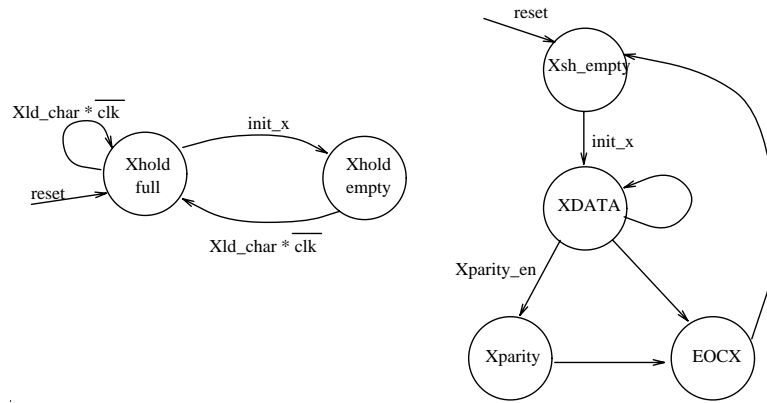 reset
Xsh_empty
Xld_char * clk
init_x
Xhold
full
Xhold
empty
init_x
reset
XDATA
Xld_char * clk
Xparity_en
Xparity
EOCX